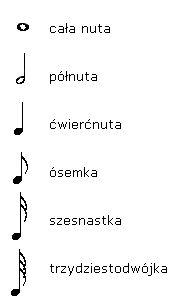 cała nuta
półnuta
ćwierćnuta
ósemka
szesnastka
trzydziestodwójka